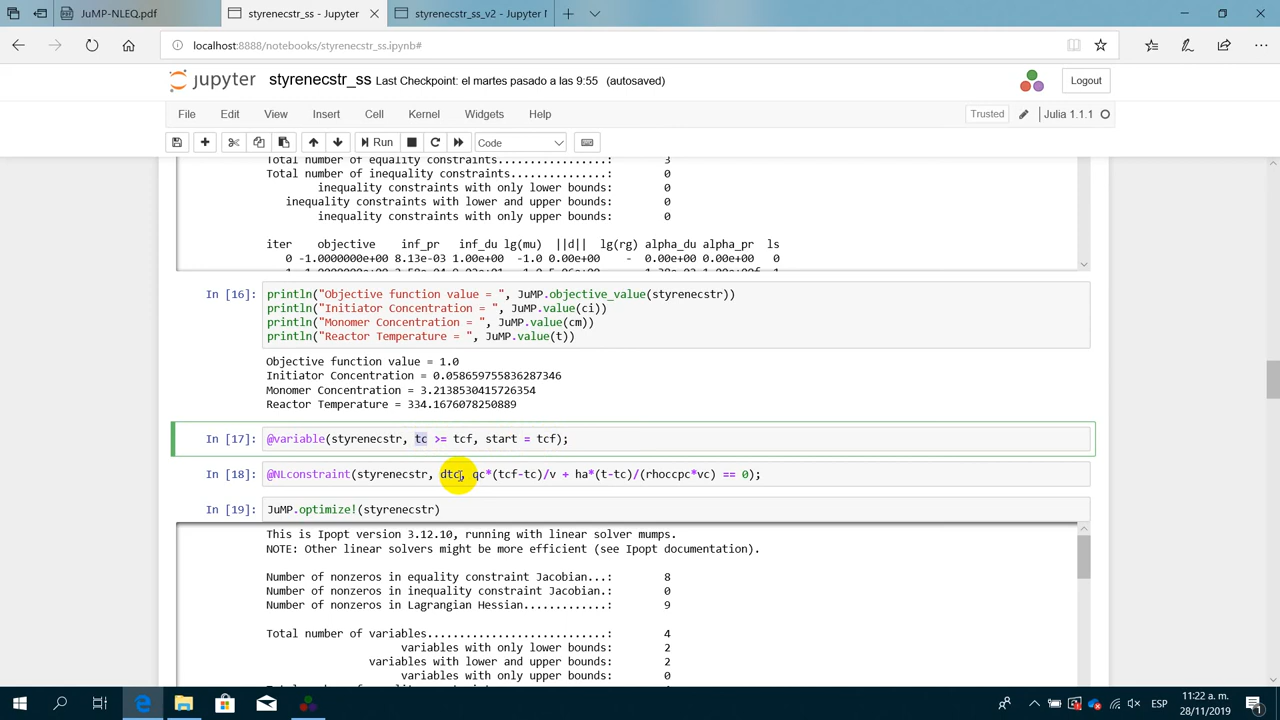 JuMP-NLEQ.pdf
styrenecstr_ss - Jupyter
styrenecstr_ss_v2 - Jupyter
localhost:8888/notebooks/styrenecstr_ss.ipynb#
jupyter styrenecstr_ss Last Checkpoint: el martes pasado a las 9:55 (autosaved)
Logout
File Edit View Insert Cell Kernel Widgets Help
Trusted
Julia 1.1.1
Run
Code
Total number of equality constraints.................: 3
Total number of inequality constraints...............: 0
inequality constraints with only lower bounds: 0
inequality constraints with lower and upper bounds: 0
inequality constraints with only upper bounds: 0
iter objective inf_pr inf_du lg(mu) ||d|| lg(rg) alpha_du alpha_pr ls
0 -1.0000000e+00 8.13e-03 1.00e+00 -1.0 0.00e+00 - 0.00e+00 0.00e+00 0
In [16]: println("Objective function value = ", JuMP.objective_value(styrenecstr))
println("Initiator Concentration = ", JuMP.value(ci))
println("Monomer Concentration = ", JuMP.value(cm))
println("Reactor Temperature = ", JuMP.value(t))
Objective function value = 1.0
Initiator Concentration = 0.058659755836287346
Monomer Concentration = 3.2138530415726354
Reactor Temperature = 334.1676078250889
In [17]: @variable(styrenecstr, tc >= tcf, start = tcf);
In [18]: @NLconstraint(styrenecstr, dtc, qc*(tcf-tc)/v + ha*(t-tc)/(rhoccpc*vc) == 0);
In [19]: JuMP.optimize!(styrenecstr)
This is Ipopt version 3.12.10, running with linear solver mumps.
NOTE: Other linear solvers might be more efficient (see Ipopt documentation).
Number of nonzeros in equality constraint Jacobian...: 8
Number of nonzeros in inequality constraint Jacobian.: 0
Number of nonzeros in Lagrangian Hessian.............: 9
Total number of variables............................: 4
variables with only lower bounds: 2
variables with lower and upper bounds: 2
variables with only upper bounds: 0
ESP
11:22 a. m.
28/11/2019